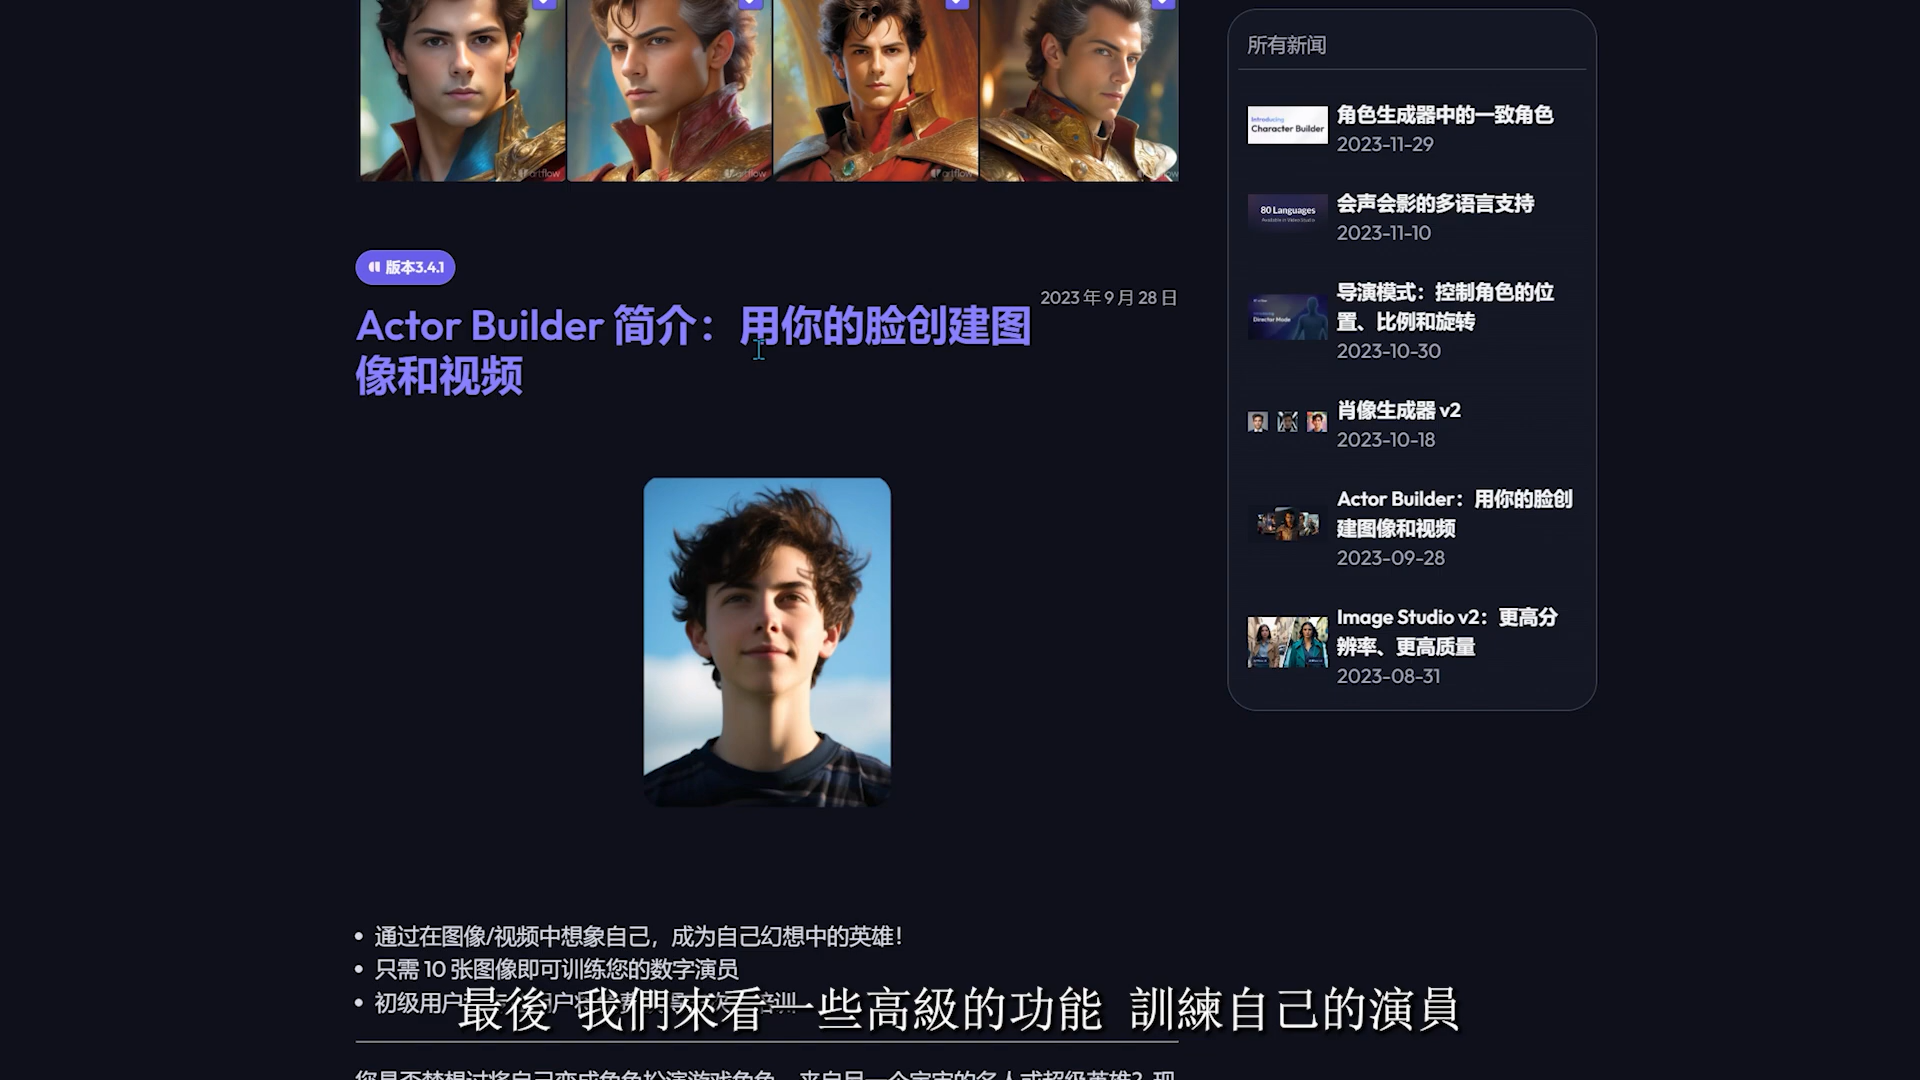 artflow
artflow
artflow
版本3.4.1
2023 年 9 月 28 日
Actor Builder 简介：用你的脸创建图
像和视频
通过在图像/视频中想象自己，成为自己幻想中的英雄！
只需 10 张图像即可训练您的数字演员
初级用户
最後 我們來看一些高級的功能 訓練自己的演員
所有新闻
Introducing
Character Builder
角色生成器中的一致角色
2023-11-29
80 Languages
Available in Video Studio
会声会影的多语言支持
2023-11-10
Director Mode
导演模式：控制角色的位
置、比例和旋转
2023-10-30
肖像生成器 v2
2023-10-18
Actor Builder：用你的脸创
建图像和视频
2023-09-28
Image Studio v2：更高分
辨率、更高质量
2023-08-31